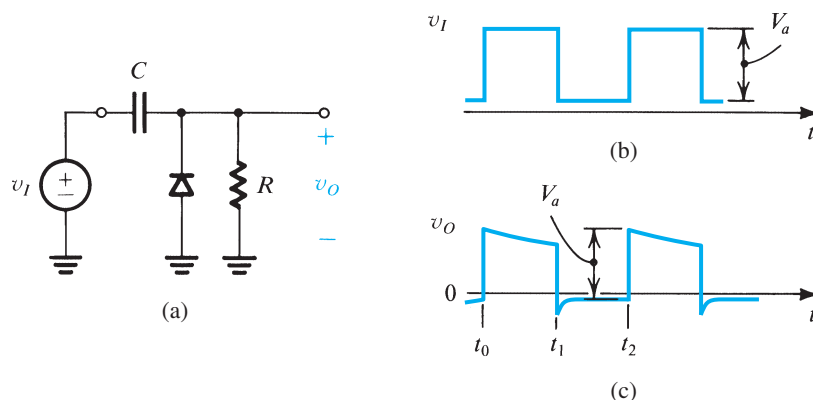 C
v_I
+
−
R
+
v_O
−
(a)
v_I
V_a
t
(b)
v_O
V_a
0
t
t_0
t_1
t_2
(c)